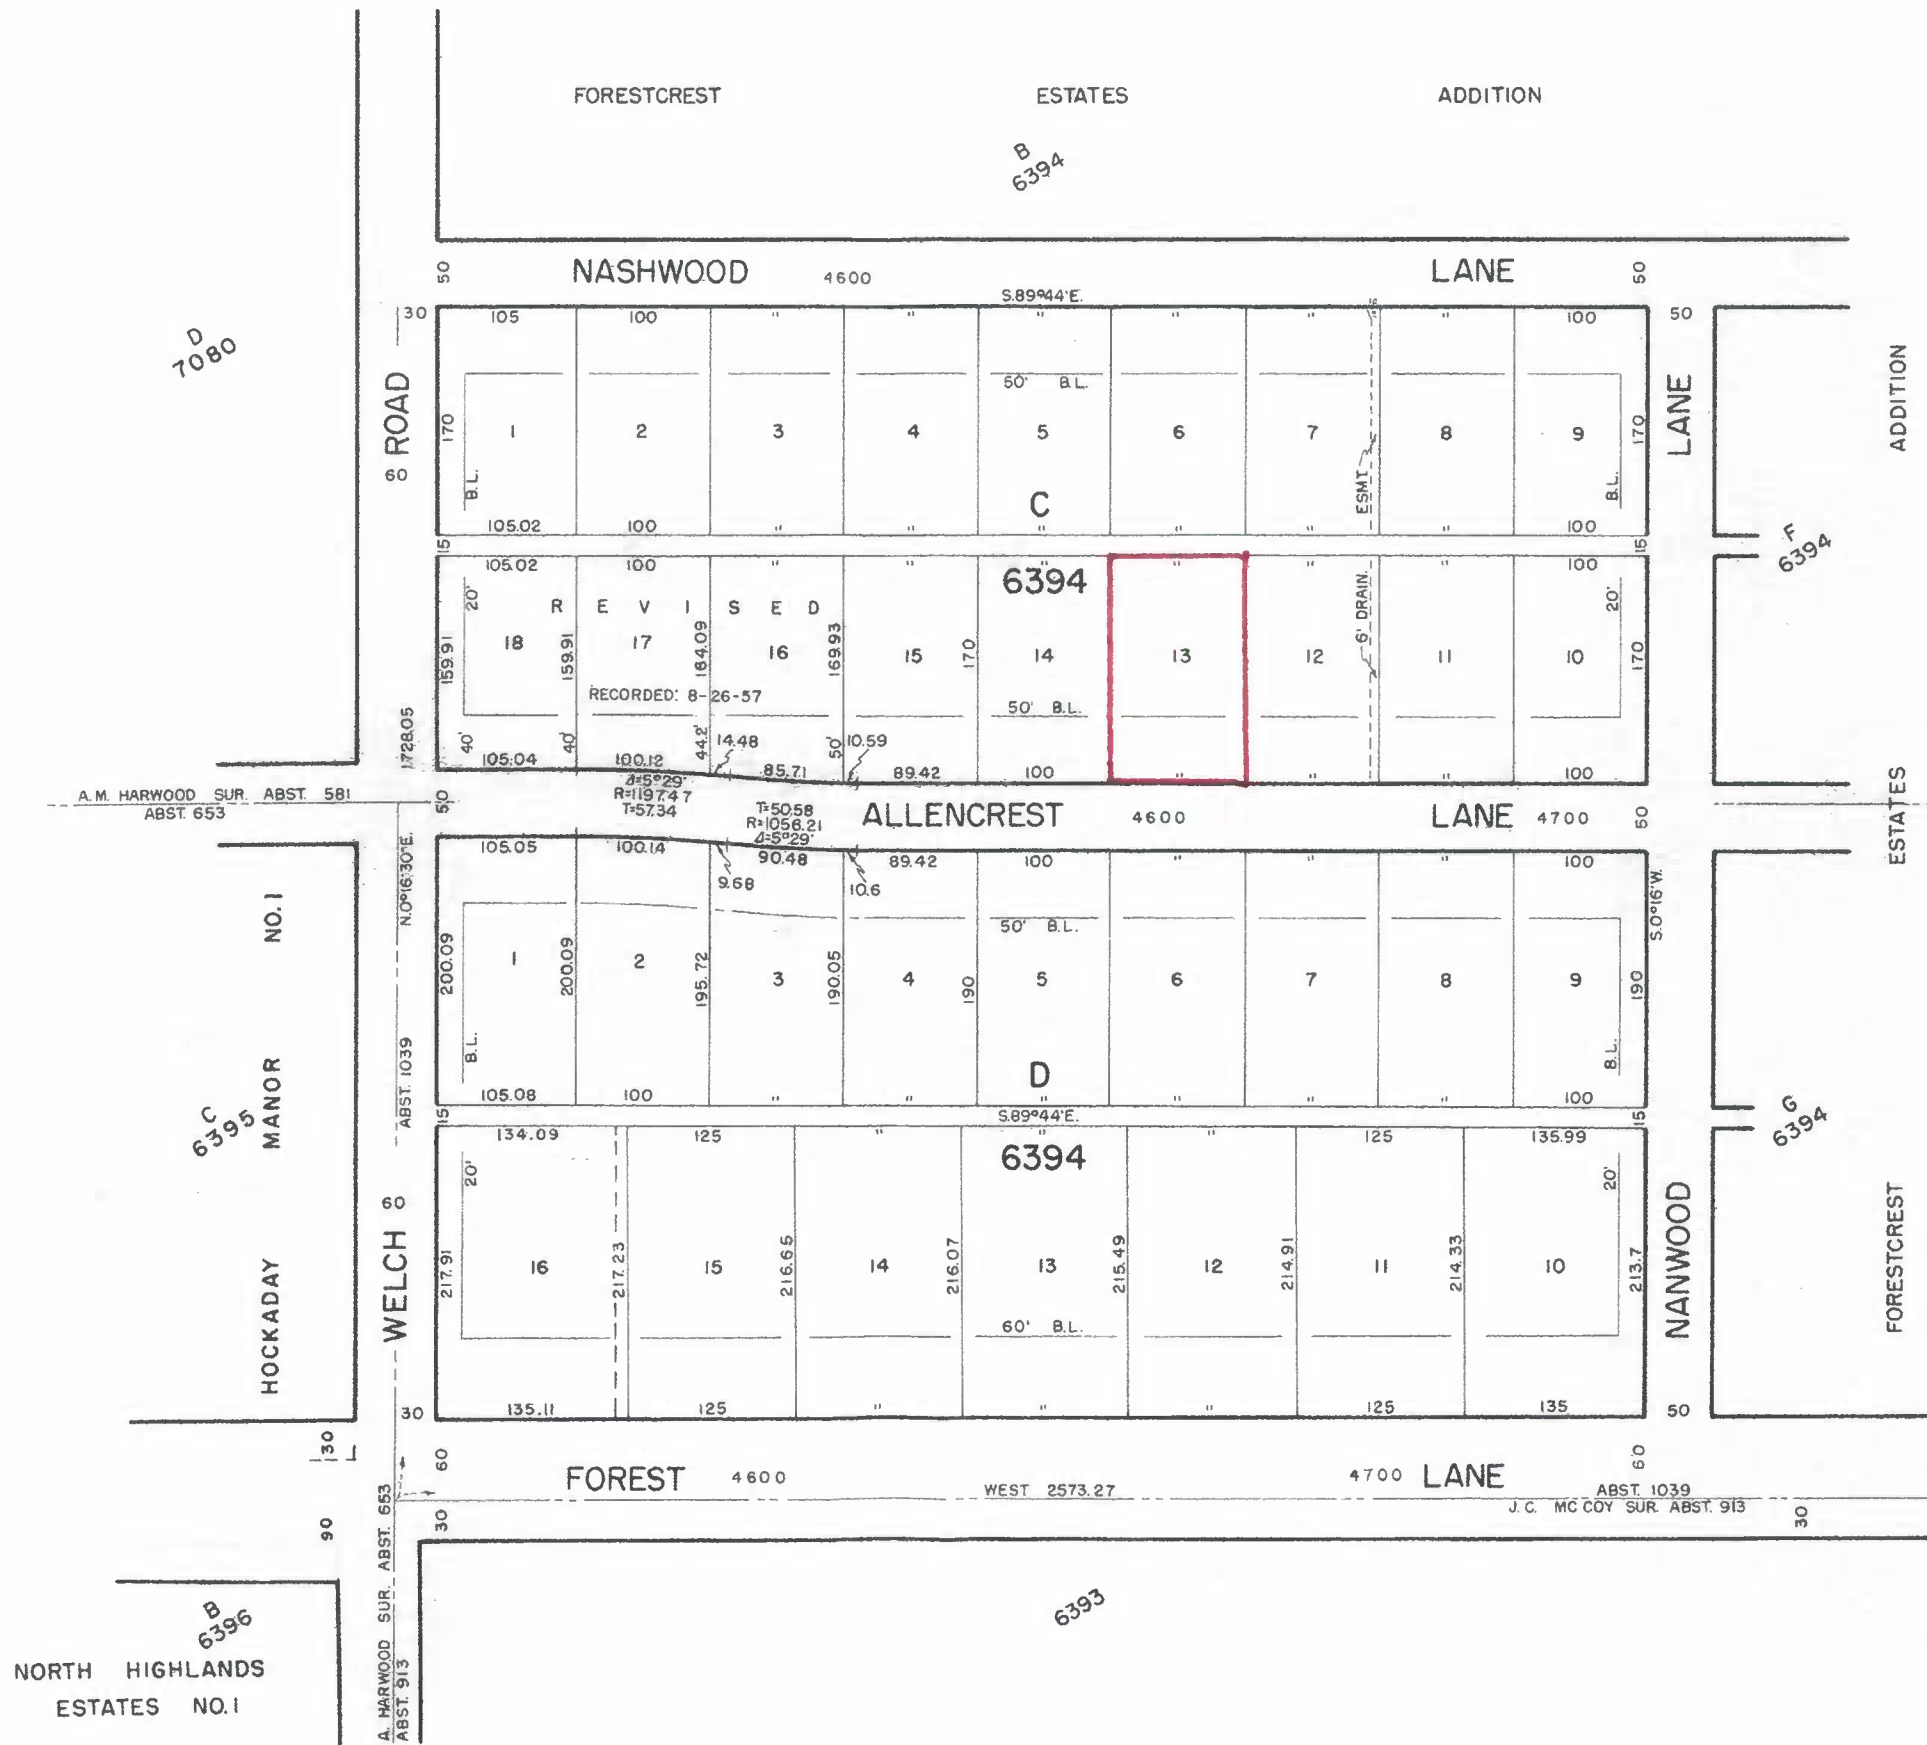 FORESTCREST ESTATES ADDITION
B
6394
50 NASHWOOD 4600 LANE 50
S.89°44'E.
30 105 100 " " " " " " 100 50
D
7080
ROAD
60
LANE
ADDITION
50' B.L.
170 1 2 3 4 5 6 7 8 9 170
B.L. ESMT. B.L.
C
105.02 100 " " " " " " 100
15 15
F
6394
105.02 100 " " " " " " 100
6394
20' 6' DRAIN. 20'
R E V I S E D
159.91 18 159.91 17 164.09 16 169.93 15 170 14 13 12 11 10 170
RECORDED: 8-26-57
50' B.L.
1728.05
40' 40' 44.2' 14.48 50' 10.59
105.04 100.12 85.71 89.42 100 " " " 100
Δ=5°29'
R=1197.47
T=57.34
T=50.58
R=1056.21
Δ=5°29'
A.M. HARWOOD SUR. ABST. 581
ABST. 653
50 ALLENCREST 4600 LANE 4700 50
ESTATES
105.05 100.14 90.48 89.42 100 " " " 100
9.68 10.6
N.0°16'30"E.
S.0°16'W.
50' B.L.
HOCKADAY MANOR NO.1
200.09 1 200.09 2 195.72 3 190.05 4 190 5 6 7 8 9 190
B.L. B.L.
ABST. 1039
D
105.08 100 " " " " " " 100
15 S.89°44'E. 15
C
6395
G
6394
134.09 125 " " " 125 135.99
6394
20' 20'
WELCH 60
NANWOOD
FORESTCREST
217.91 16 217.23 15 216.65 14 216.07 13 215.49 12 214.91 11 214.33 10 213.7
60' B.L.
30 135.11 125 " " " 125 135 50
30
60 FOREST 4600 4700 LANE 60
WEST 2573.27
ABST. 1039
J.C. MC COY SUR. ABST. 913
90 30 30
A. HARWOOD SUR. ABST. 653
ABST. 913
B
6396
6393
NORTH HIGHLANDS
ESTATES NO.1